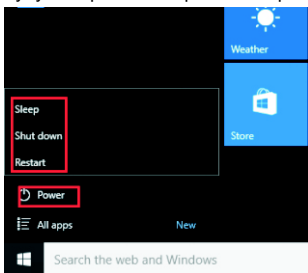 Weather
Sleep
Shut down
Store
Restart
Power
All apps
New
Search the web and Windows